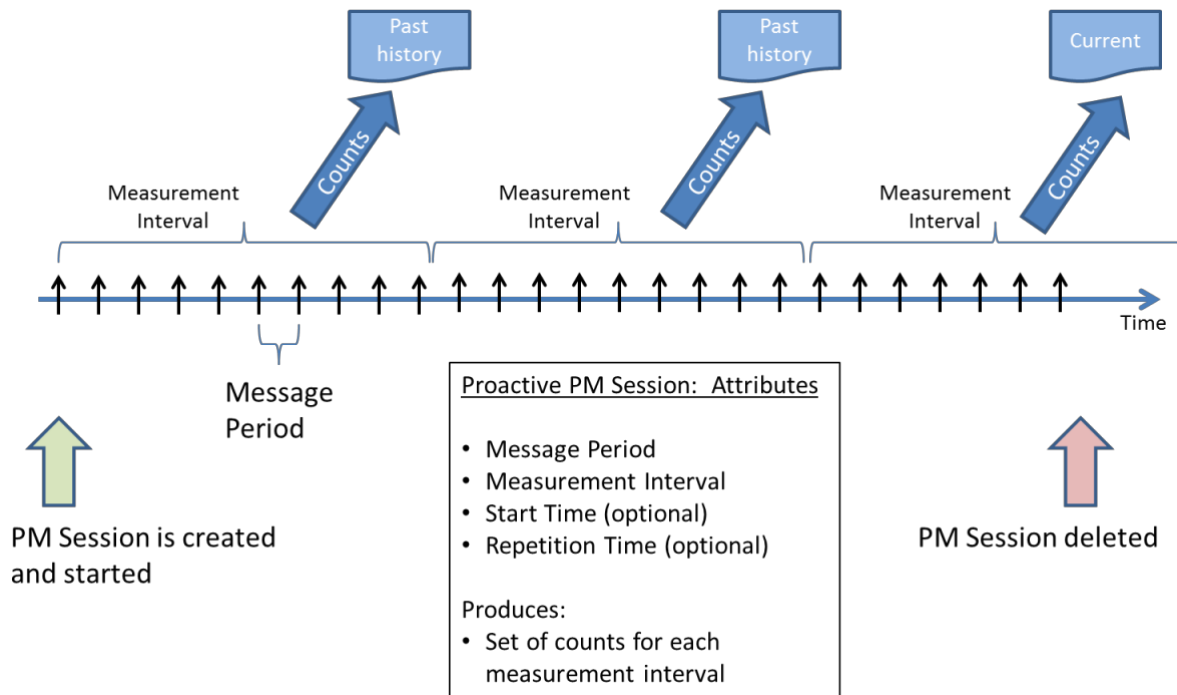 Past
history
Past
history
Current
Counts
Counts
Counts
Measurement
Interval
Measurement
Interval
Measurement
Interval
Time
Message
Period
Proactive PM Session:  Attributes
• Message Period
• Measurement Interval
• Start Time (optional)
• Repetition Time (optional)
Produces:
• Set of counts for each
measurement interval
PM Session is created
and started
PM Session deleted